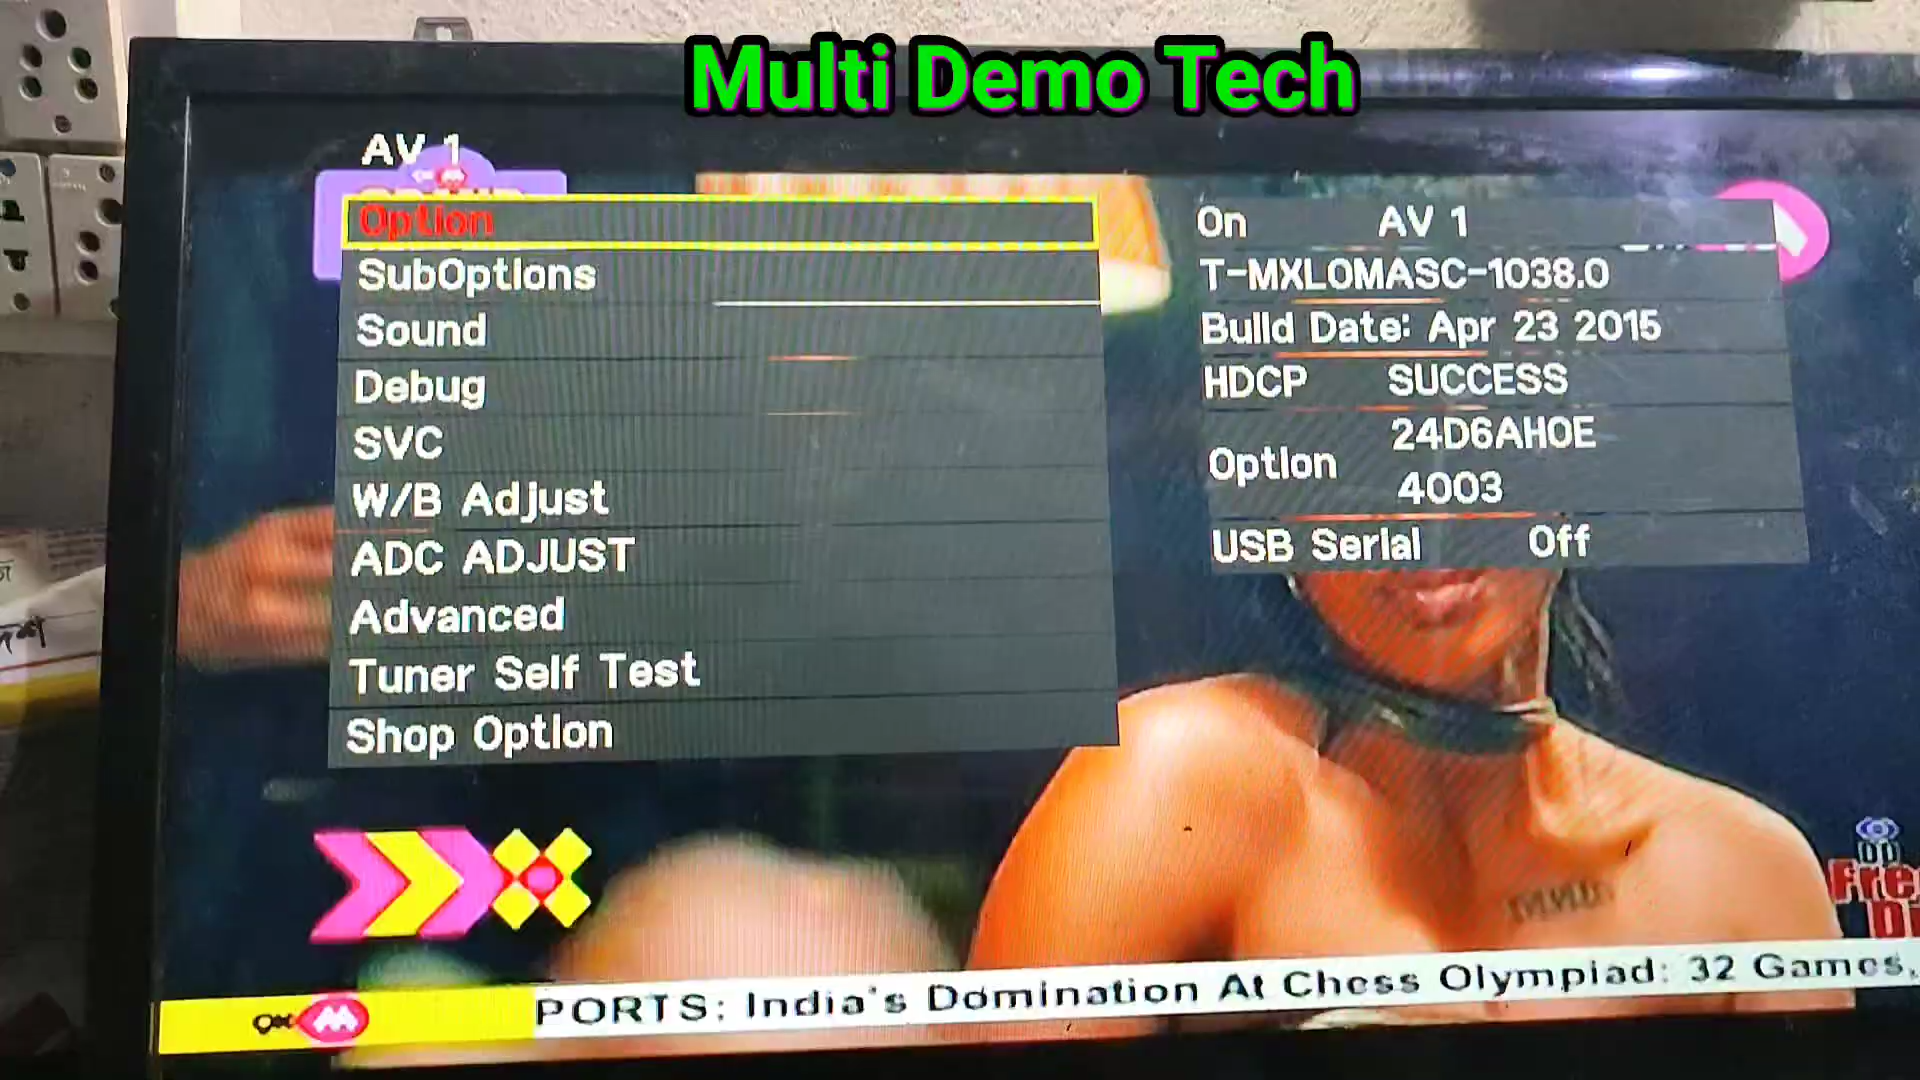 Multi Demo Tech
AV 1
Option
SubOptions
Sound
Debug
SVC
W/B Adjust
ADC ADJUST
Advanced
Tuner Self Test
Shop Option
On AV 1
T-MXLOMASC-1038.0
Build Date: Apr 23 2015
HDCP SUCCESS
Option 24D6AH0E
4003
USB Serial Off
PORTS: India's Domination At Chess Olympiad: 32 Games,